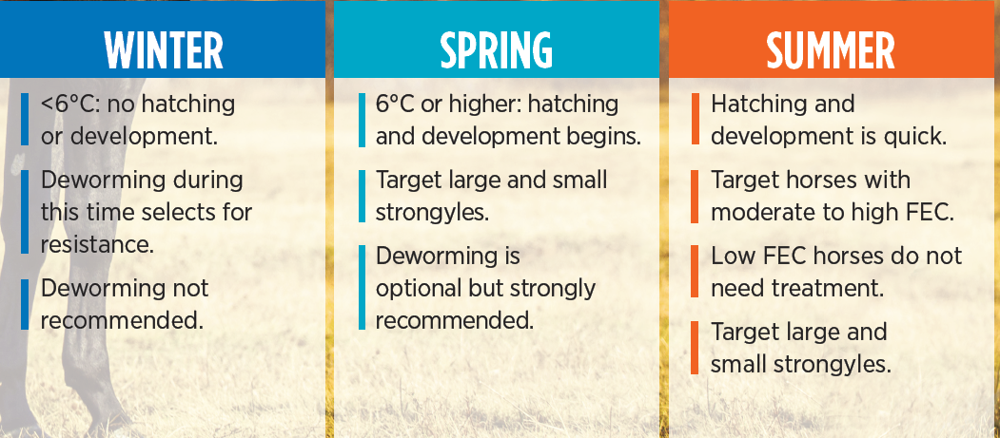 WINTER
<6°C: no hatching
or development.
Deworming during
this time selects for
resistance.
Deworming not
recommended.
SPRING
6°C or higher: hatching
and development begins.
Target large and small
strongyles.
Deworming is
optional but strongly
recommended.
SUMMER
Hatching and
development is quick.
Target horses with
moderate to high FEC.
Low FEC horses do not
need treatment.
Target large and
small strongyles.